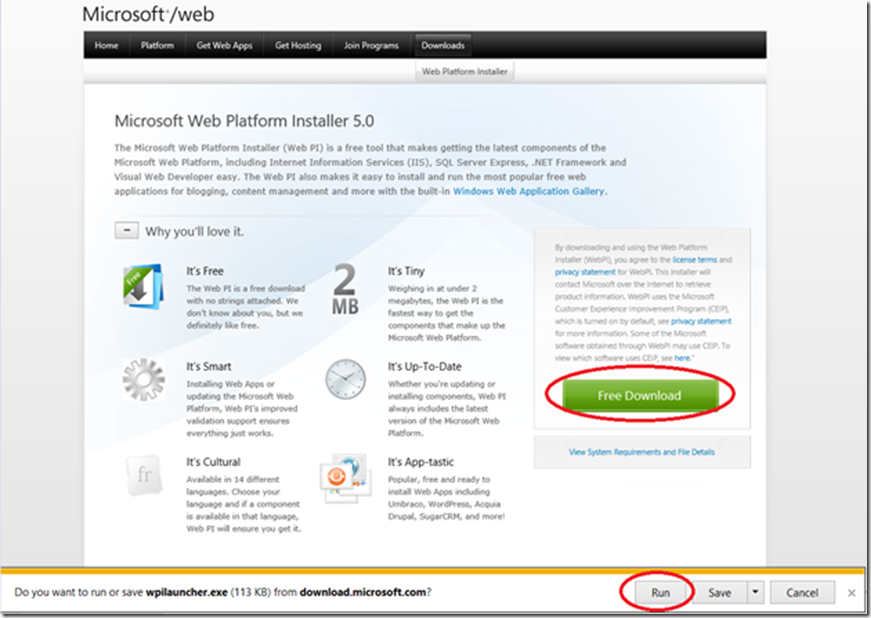 Microsoft®/web
Home Platform Get Web Apps Get Hosting Join Programs Downloads
Web Platform Installer
Microsoft Web Platform Installer 5.0
The Microsoft Web Platform Installer (Web PI) is a free tool that makes getting the latest components of the
Microsoft Web Platform, including Internet Information Services (IIS), SQL Server Express, .NET Framework and
Visual Web Developer easy. The Web PI also makes it easy to install and run the most popular free web
applications for blogging, content management and more with the built-in Windows Web Application Gallery.
Why you'll love it.
Free
It's Free
The Web PI is a free download
with no strings attached. We
don't know about you, but we
definitely like free.
2
MB
It's Tiny
Weighing in at under 2
megabytes, the Web PI is the
fastest way to get the
components that make up the
Microsoft Web Platform.
It's Smart
Installing Web Apps or
updating the Microsoft Web
Platform, Web PI's improved
validation support ensures
everything just works.
It's Up-To-Date
Whether you're updating or
installing components, Web PI
always includes the latest
version of the Microsoft Web
Platform.
fr
It's Cultural
Available in 14 different
languages. Choose your
language and if a component
is available in that language,
Web PI will ensure you get it.
It's App-tastic
Popular, free and ready to
install Web Apps including
Umbraco, WordPress, Acquia
Drupal, SugarCRM, and more!
By downloading and using the Web Platform
Installer (WebPI), you agree to the license terms and
privacy statement for WebPI. This installer will
contact Microsoft over the Internet to retrieve
product information. WebPI uses the Microsoft
Customer Experience Improvement Program (CEIP),
which is turned on by default, see privacy statement
for more information. Some of the Microsoft
software obtained through WebPI may use CEIP. To
view which software uses CEIP, see here."
Free Download
View System Requirements and File Details
Do you want to run or save wpilauncher.exe (113 KB) from download.microsoft.com? Run Save Cancel